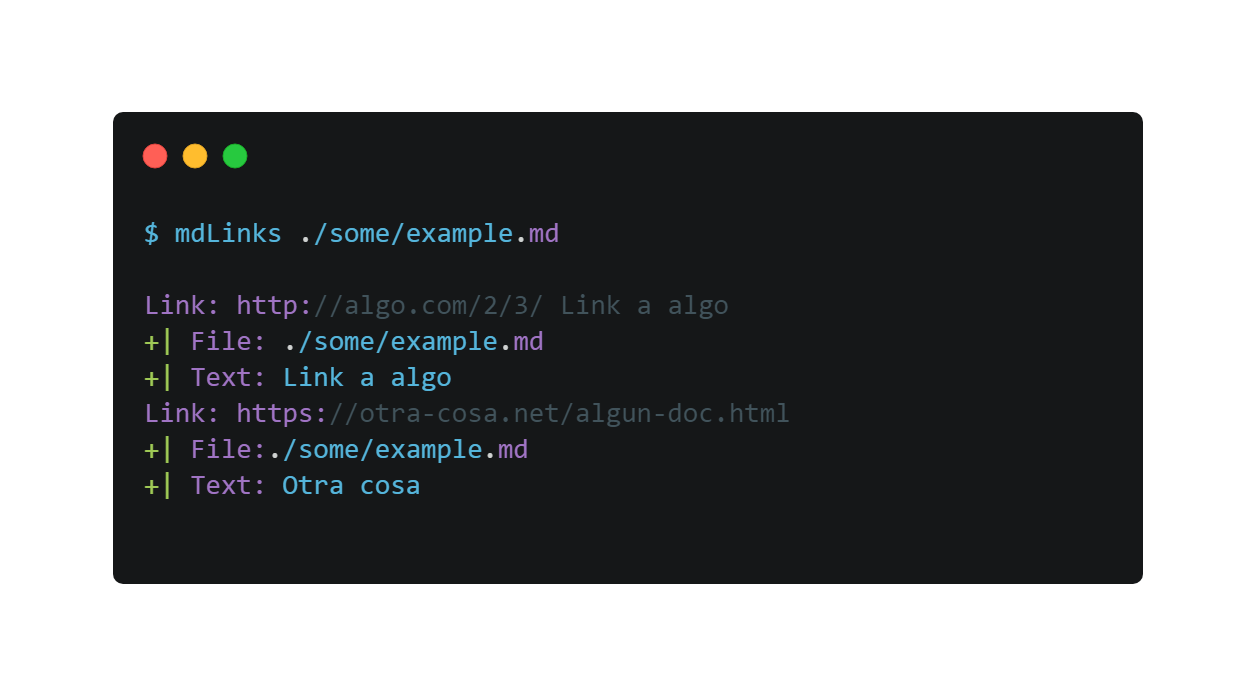 $ mdLinks ./some/example.md
Link: http://algo.com/2/3/ Link a algo
+| File: ./some/example.md
+| Text: Link a algo
Link: https://otra-cosa.net/algun-doc.html
+| File:./some/example.md
+| Text: Otra cosa